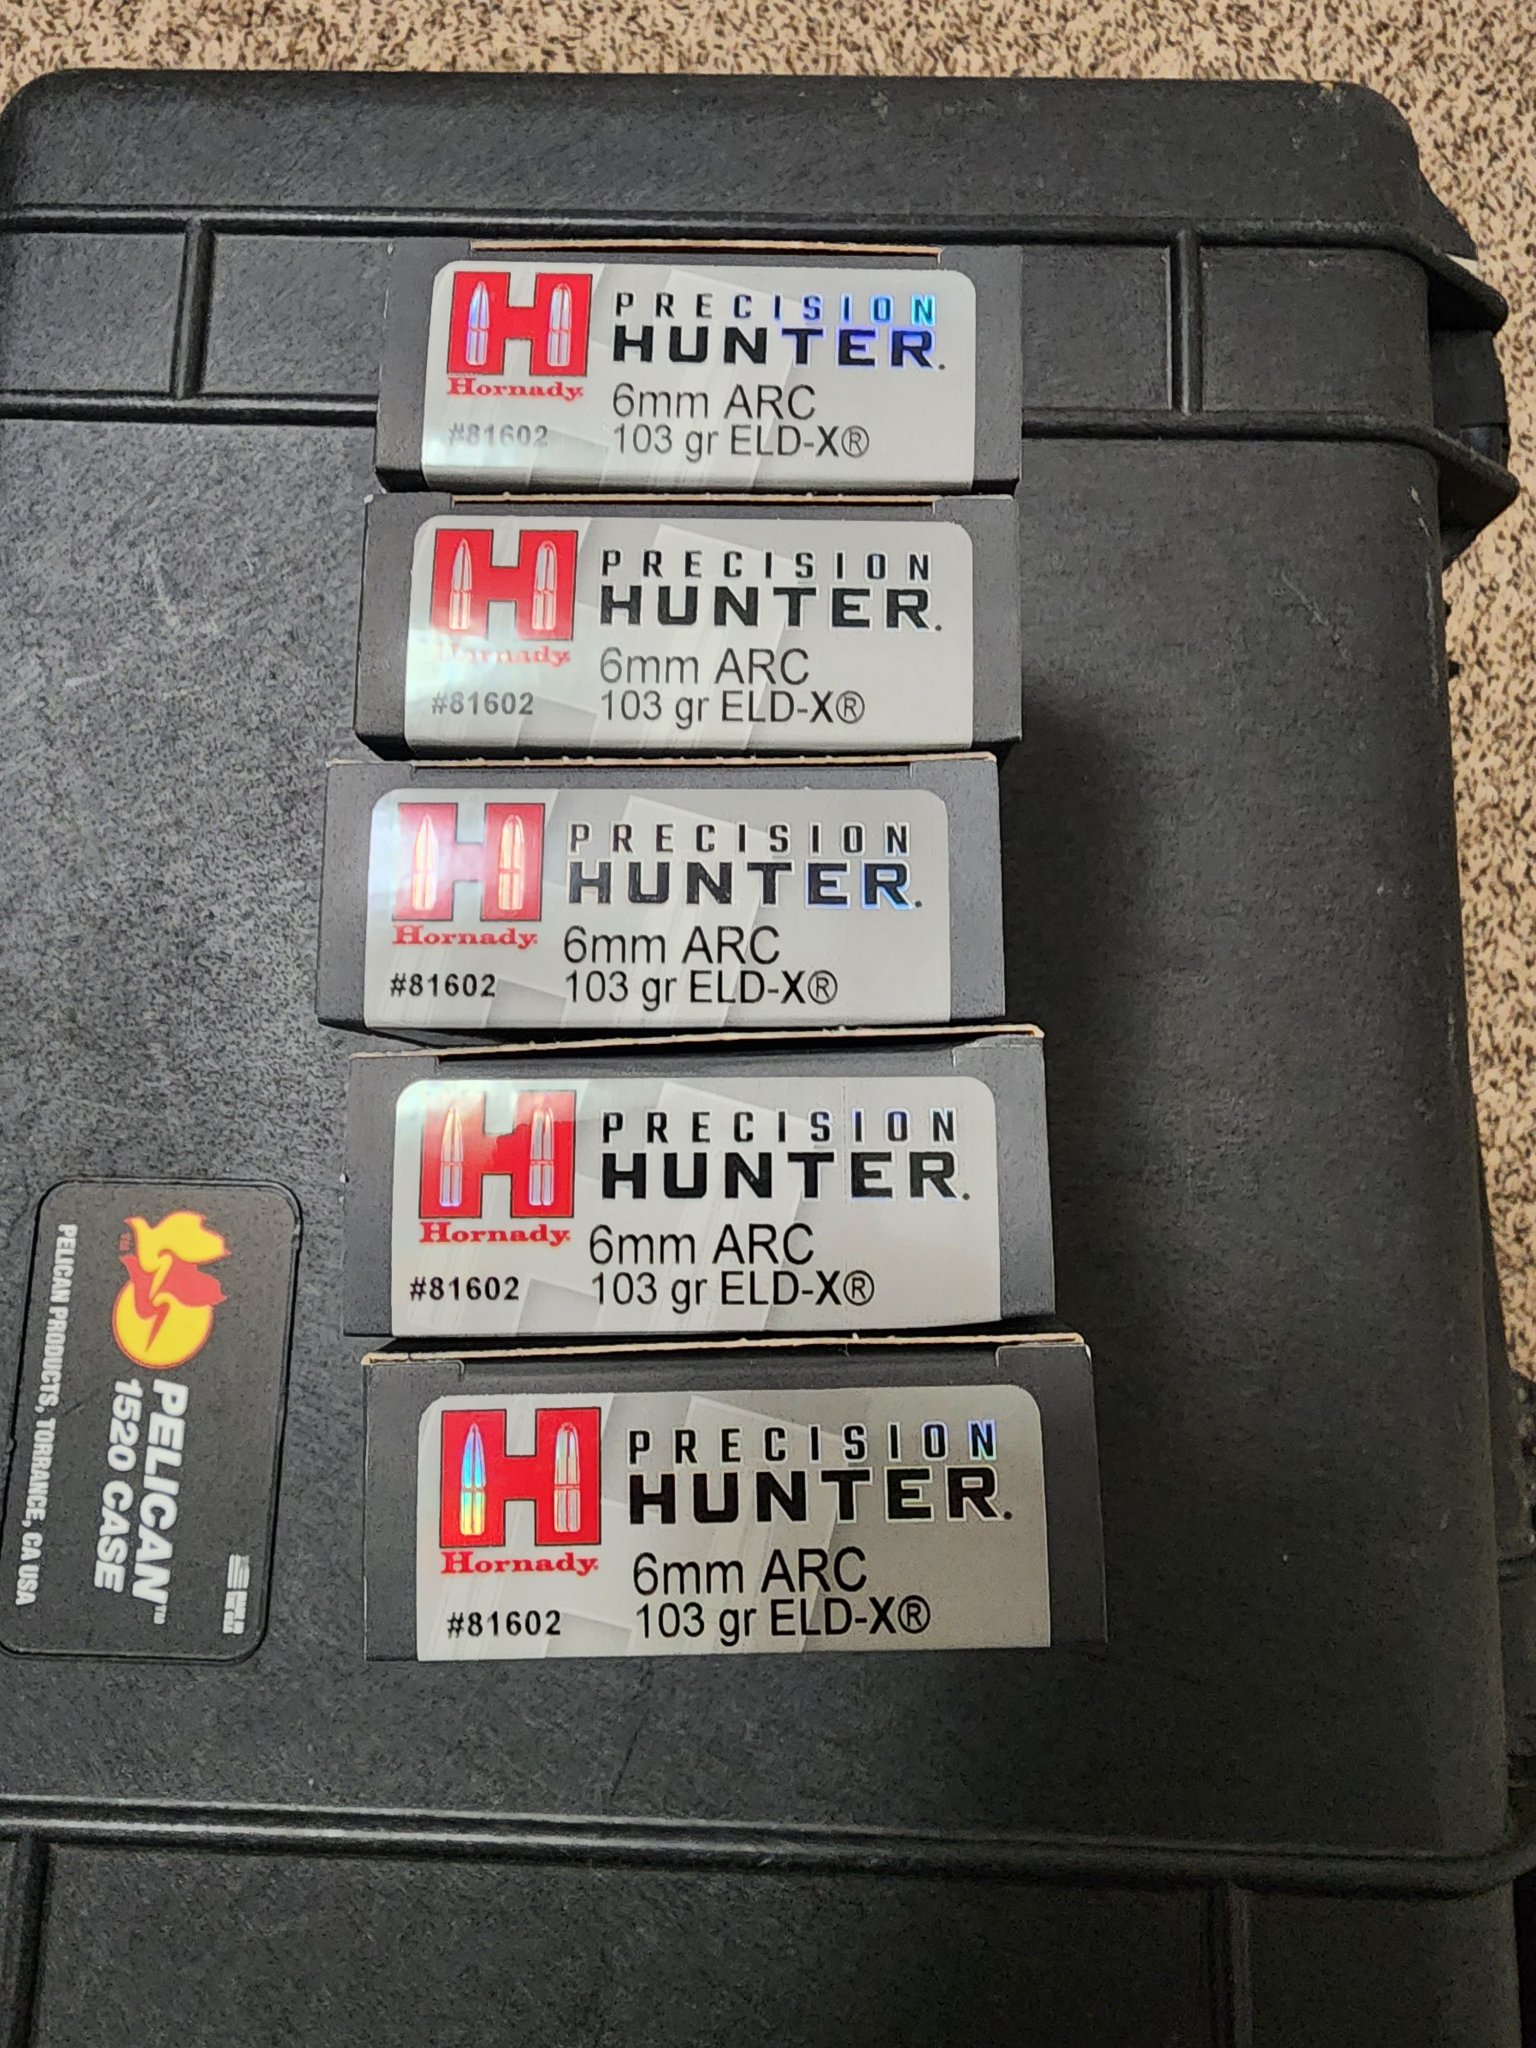 PRECISION
HUNTER.
Hornady.
6mm ARC
#81602
103 gr ELD-X®
PRECISION
HUNTER.
Hornady.
6mm ARC
#81602
103 gr ELD-X®
PRECISION
HUNTER.
Hornady.
6mm ARC
#81602
103 gr ELD-X®
PRECISION
HUNTER.
Hornady.
6mm ARC
#81602
103 gr ELD-X®
PRECISION
HUNTER.
Hornady.
6mm ARC
#81602
103 gr ELD-X®
TM
PELICAN™
1520 CASE
PELICAN PRODUCTS, TORRANCE, CA USA